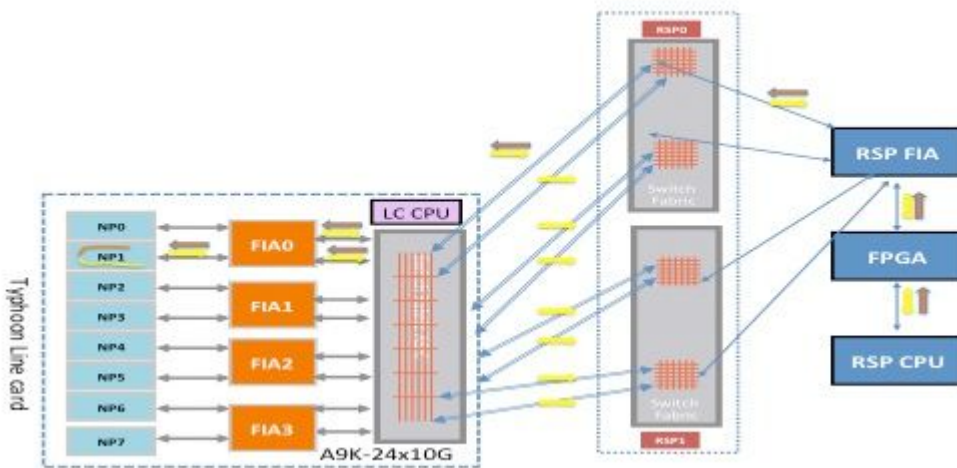 RSP0
RSP FIA
Switch
Fabric
LC CPU
NP0
FIA0
NP1
FPGA
NP2
FIA1
NP3
NP4
FIA2
RSP CPU
NP5
NP6
FIA3
Switch
Fabric
NP7
RSP1
A9K-24x10G
Typhoon Line card